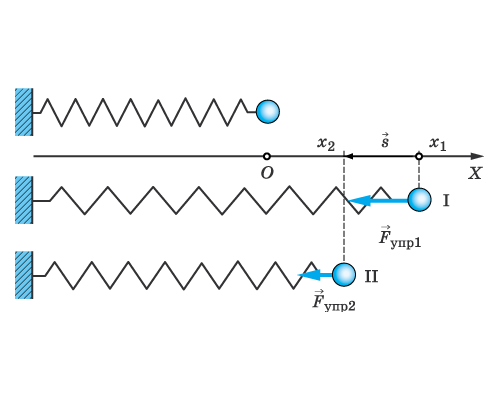 x₂ s⃗ x₁
O X
I
F⃗упр1
II
F⃗упр2